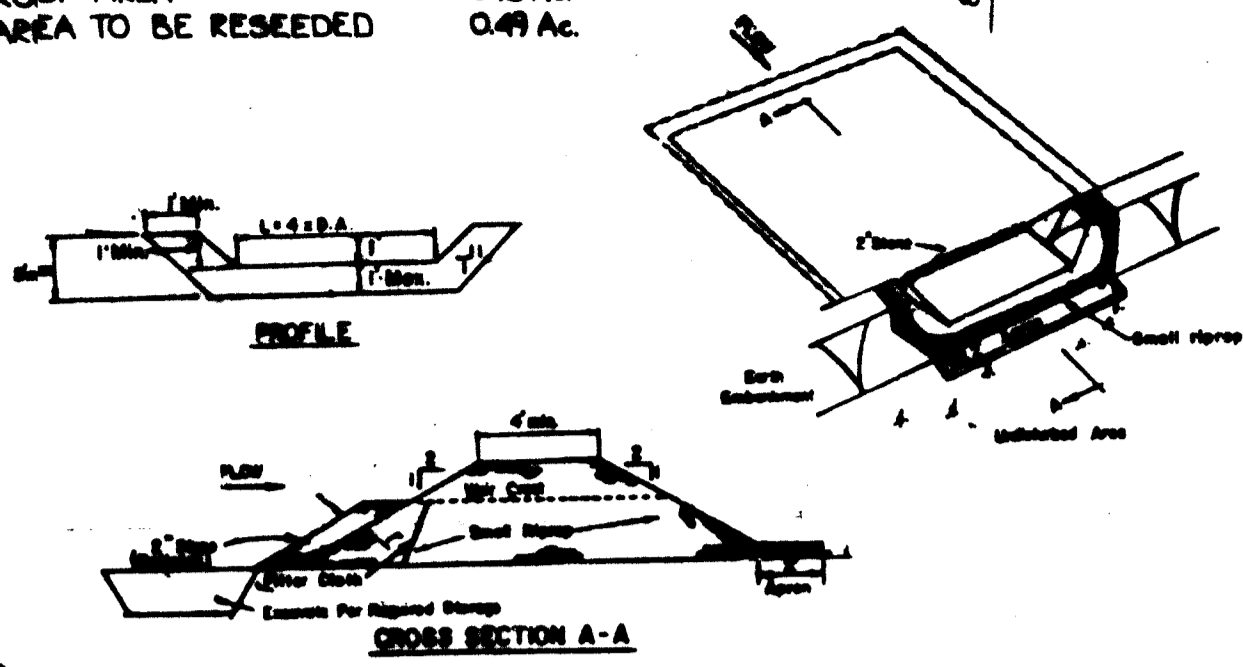 AREA TO BE RESEEDED 0.49 Ac.
1' Min.
L = 4 x D.A.
1' Min.
1'
1' Max.
PROFILE
2" Stone
Small riprap
Earth
Embankment
Undisturbed Area
A
A
4' min.
2
2
1
1
FLOW
Weir Crest
Small Riprap
2" Stone
Filter Cloth
Apron
Excavate For Required Storage
CROSS SECTION A-A